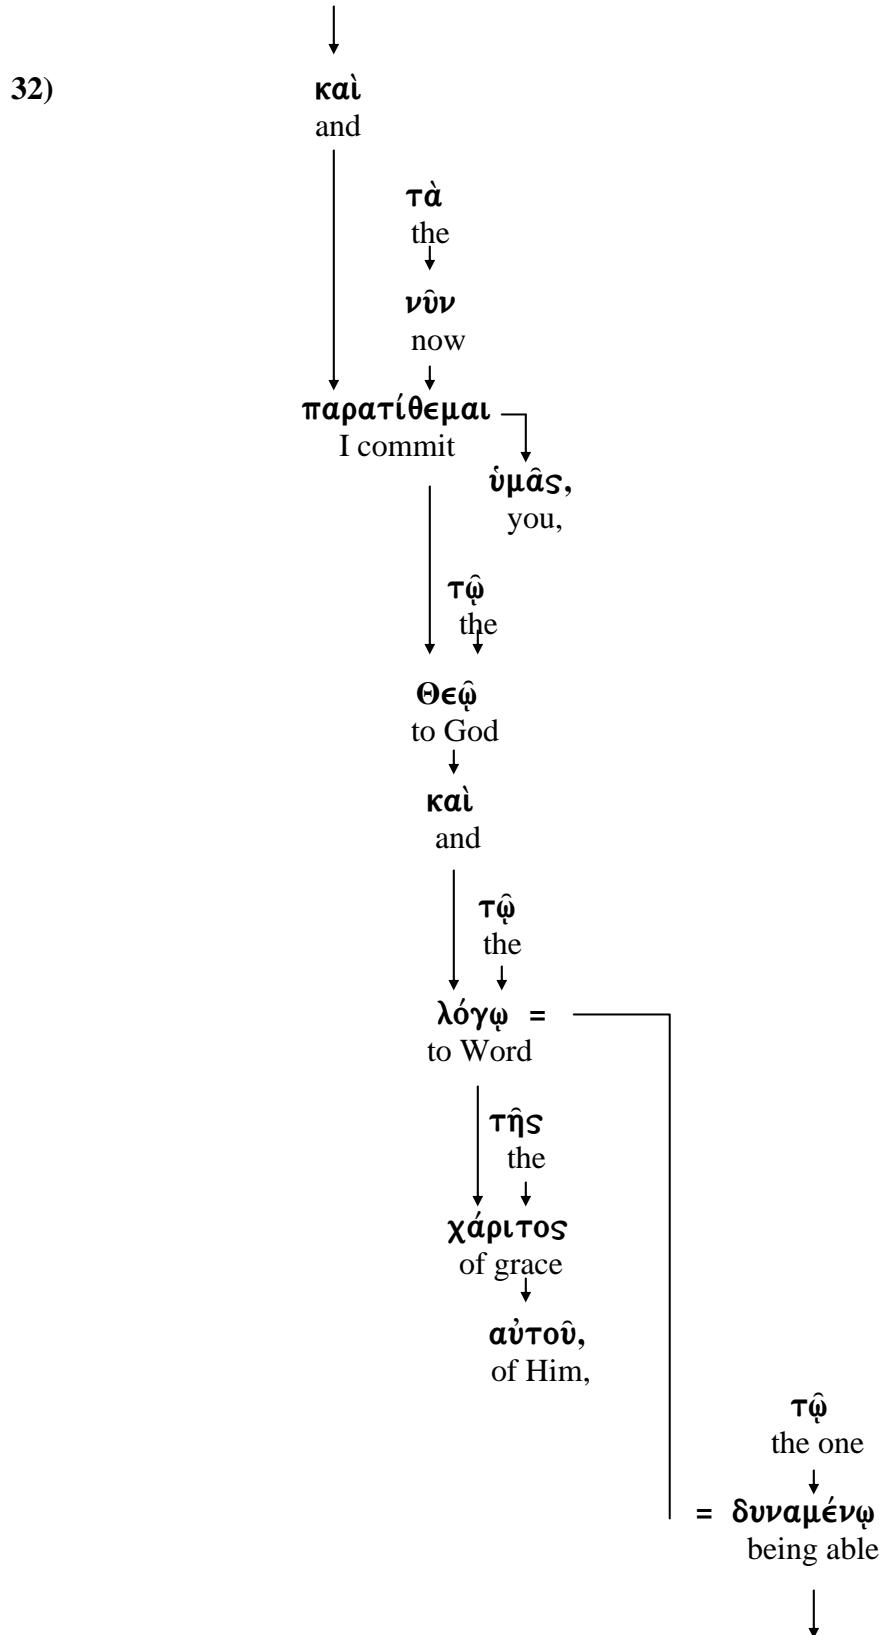 32) καὶ
and
τὰ
the
νῦν
now
παρατίθεμαι
I commit
ὑμᾶς,
you,
τῷ
the
Θεῷ
to God
καὶ
and
τῷ
the
λόγῳ =
to Word
τῆς
the
χάριτος
of grace
αὐτοῦ,
of Him,
τῷ
the one
= δυναμένῳ
being able